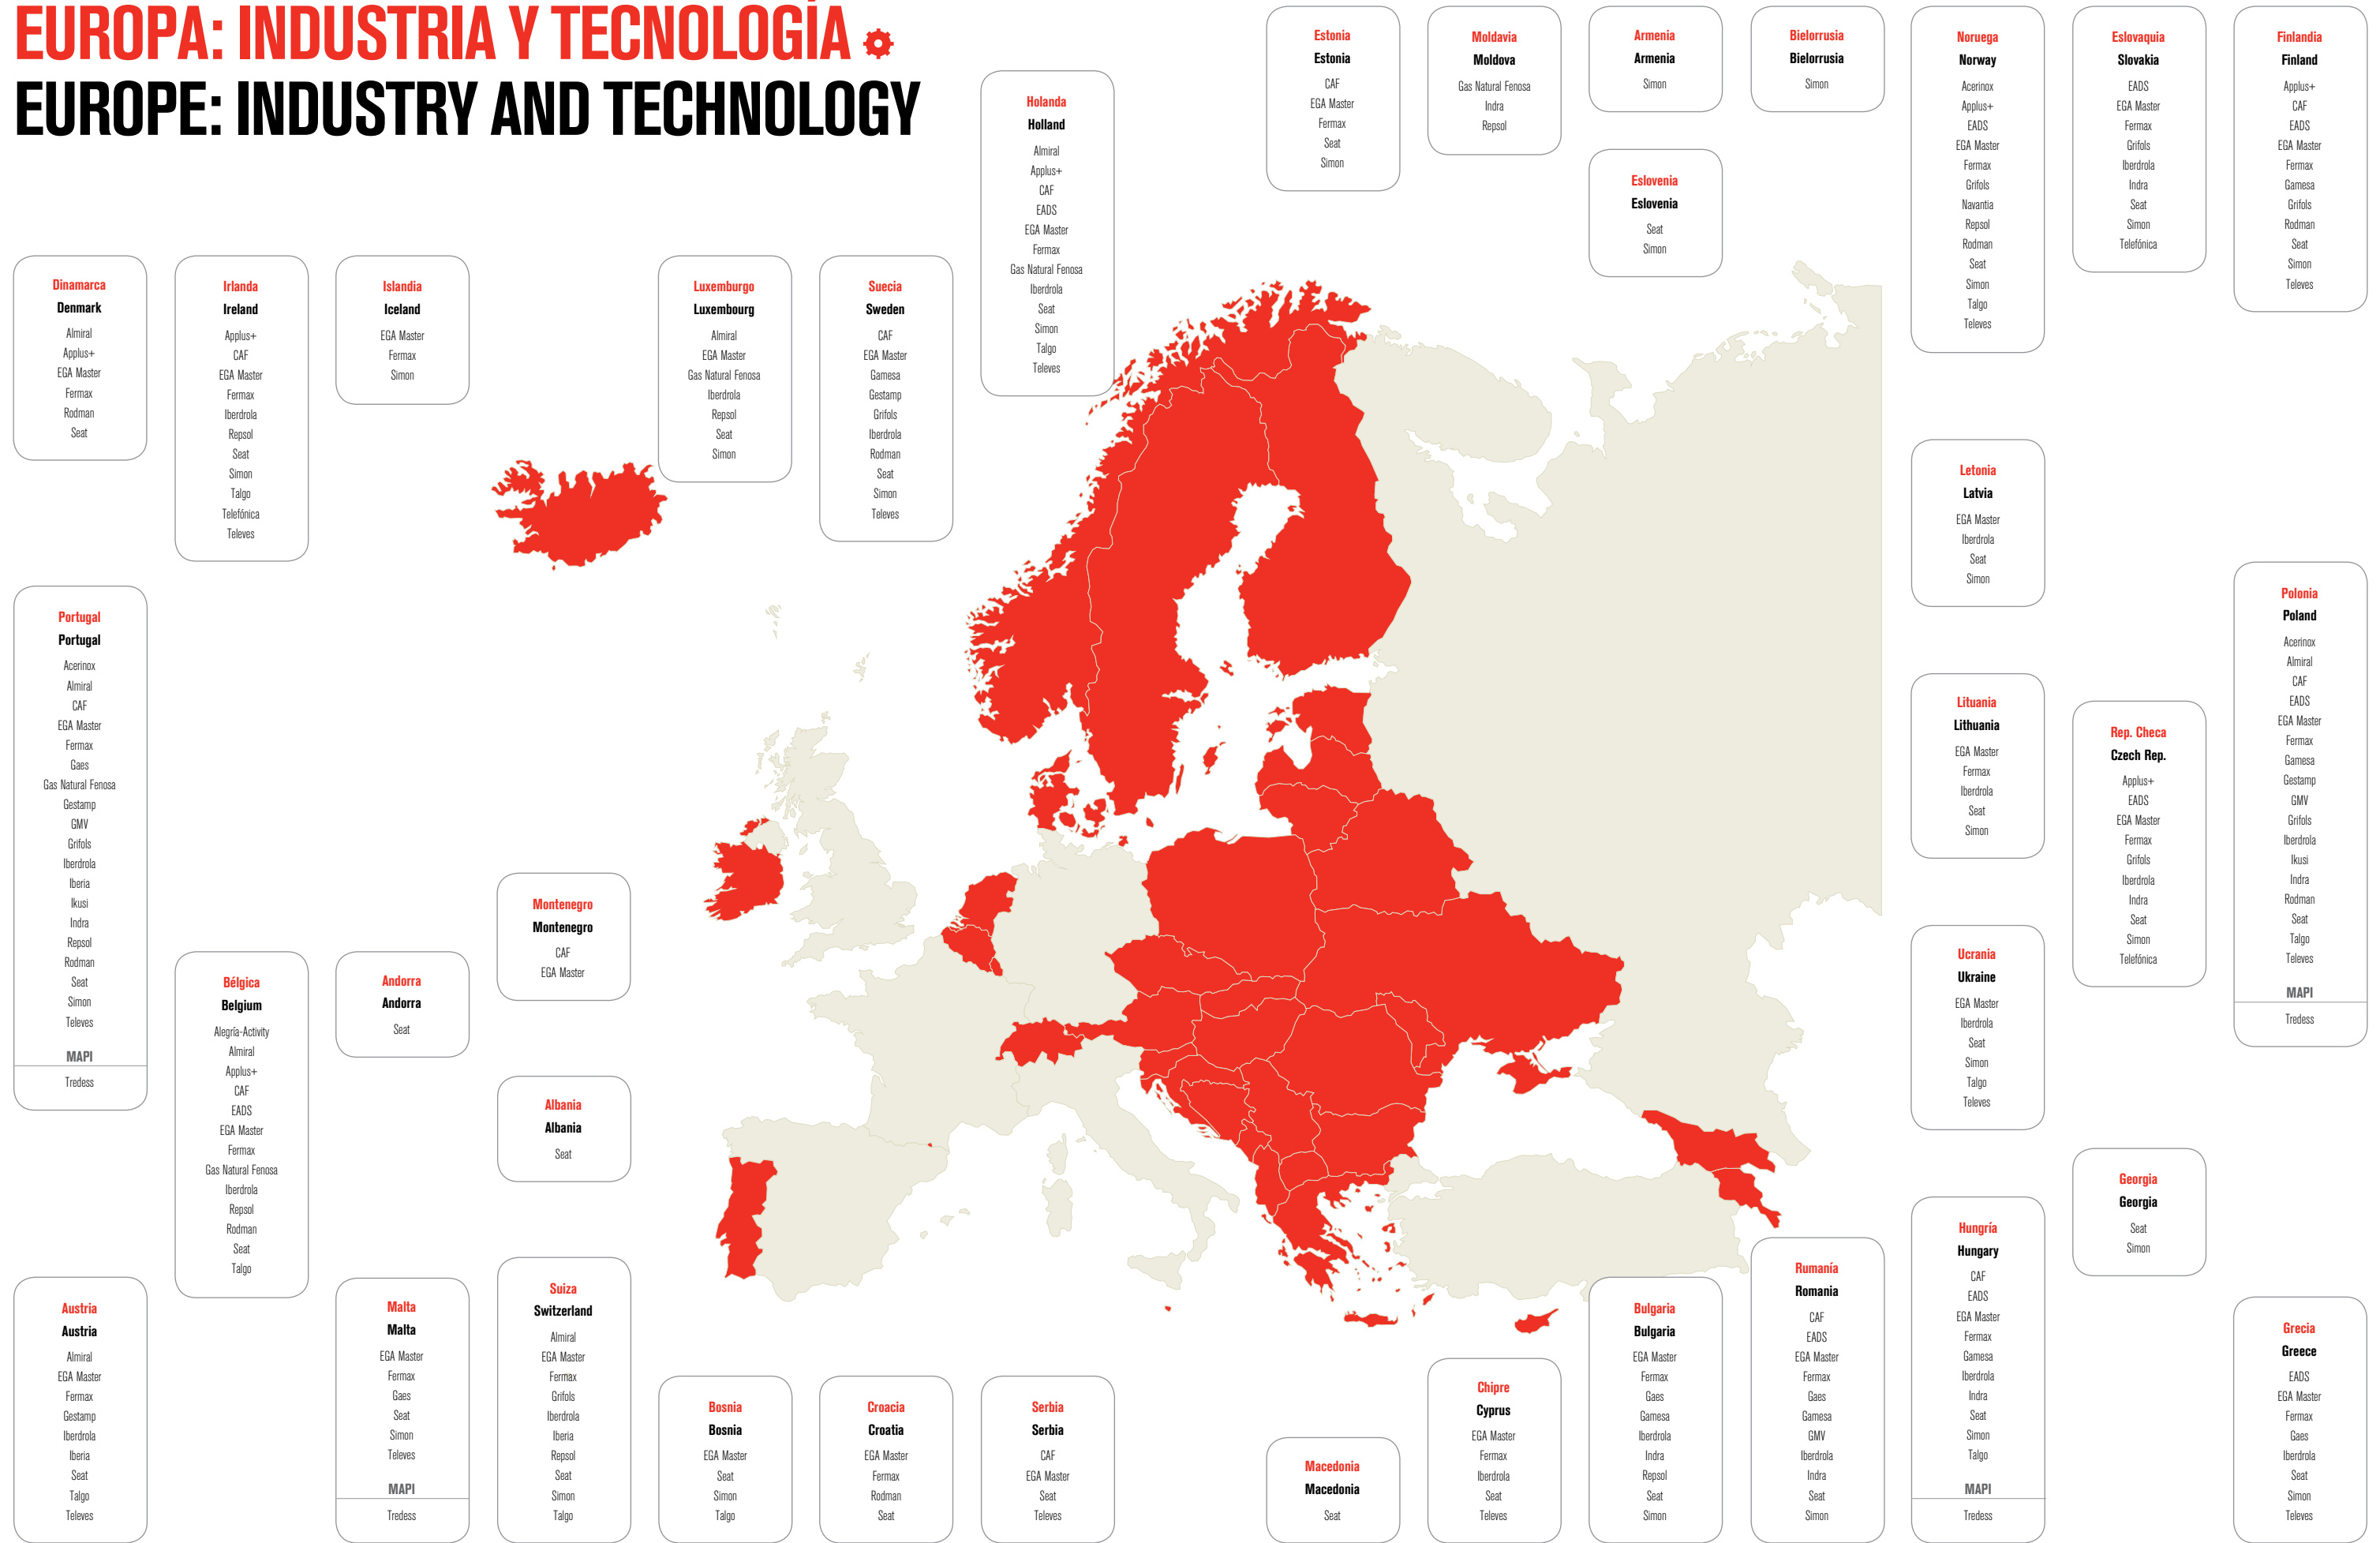 EUROPA: INDUSTRIA Y TECNOLOGÍA
EUROPE: INDUSTRY AND TECHNOLOGY
Holanda
Holland
Almiral
Applus+
CAF
EADS
EGA Master
Fermax
Gas Natural Fenosa
Iberdrola
Seat
Simon
Talgo
Televes
Estonia
Estonia
CAF
EGA Master
Fermax
Seat
Simon
Moldavia
Moldova
Gas Natural Fenosa
Indra
Repsol
Armenia
Armenia
Simon
Bielorrusia
Bielorrusia
Simon
Eslovenia
Eslovenia
Seat
Simon
Noruega
Norway
Acerinox
Applus+
EADS
EGA Master
Fermax
Grifols
Navantia
Repsol
Rodman
Seat
Simon
Talgo
Televes
Eslovaquia
Slovakia
EADS
EGA Master
Fermax
Grifols
Iberdrola
Indra
Seat
Simon
Telefónica
Finlandia
Finland
Applus+
CAF
EADS
EGA Master
Fermax
Gamesa
Grifols
Rodman
Seat
Simon
Televes
Dinamarca
Denmark
Almiral
Applus+
EGA Master
Fermax
Rodman
Seat
Irlanda
Ireland
Applus+
CAF
EGA Master
Fermax
Iberdrola
Repsol
Seat
Simon
Talgo
Telefónica
Televes
Islandia
Iceland
EGA Master
Fermax
Simon
Luxemburgo
Luxembourg
Almiral
EGA Master
Gas Natural Fenosa
Iberdrola
Repsol
Seat
Simon
Suecia
Sweden
CAF
EGA Master
Gamesa
Gestamp
Grifols
Iberdrola
Rodman
Seat
Simon
Televes
Letonia
Latvia
EGA Master
Iberdrola
Seat
Simon
Portugal
Portugal
Acerinox
Almiral
CAF
EGA Master
Fermax
Gaes
Gas Natural Fenosa
Gestamp
GMV
Grifols
Iberdrola
Iberia
Ikusi
Indra
Repsol
Rodman
Seat
Simon
Televes
MAPI
Tredess
Polonia
Poland
Acerinox
Almiral
CAF
EADS
EGA Master
Fermax
Gamesa
Gestamp
GMV
Grifols
Iberdrola
Ikusi
Indra
Rodman
Seat
Talgo
Televes
MAPI
Tredess
Lituania
Lithuania
EGA Master
Fermax
Iberdrola
Seat
Simon
Rep. Checa
Czech Rep.
Applus+
EADS
EGA Master
Fermax
Grifols
Iberdrola
Indra
Seat
Simon
Telefónica
Montenegro
Montenegro
CAF
EGA Master
Bélgica
Belgium
Alegría-Activity
Almiral
Applus+
CAF
EADS
EGA Master
Fermax
Gas Natural Fenosa
Iberdrola
Repsol
Rodman
Seat
Talgo
Andorra
Andorra
Seat
Ucrania
Ukraine
EGA Master
Iberdrola
Seat
Simon
Talgo
Televes
Albania
Albania
Seat
Georgia
Georgia
Seat
Simon
Austria
Austria
Almiral
EGA Master
Fermax
Gestamp
Iberdrola
Iberia
Seat
Talgo
Televes
Malta
Malta
EGA Master
Fermax
Gaes
Seat
Simon
Televes
MAPI
Tredess
Suiza
Switzerland
Almiral
EGA Master
Fermax
Grifols
Iberdrola
Iberia
Repsol
Seat
Simon
Talgo
Bosnia
Bosnia
EGA Master
Seat
Simon
Talgo
Croacia
Croatia
EGA Master
Fermax
Rodman
Seat
Serbia
Serbia
CAF
EGA Master
Seat
Televes
Macedonia
Macedonia
Seat
Chipre
Cyprus
EGA Master
Fermax
Iberdrola
Seat
Televes
Bulgaria
Bulgaria
EGA Master
Fermax
Gaes
Gamesa
Iberdrola
Indra
Repsol
Seat
Simon
Rumanía
Romania
CAF
EADS
EGA Master
Fermax
Gaes
Gamesa
GMV
Iberdrola
Indra
Seat
Simon
Hungría
Hungary
CAF
EADS
EGA Master
Fermax
Gamesa
Iberdrola
Indra
Seat
Simon
Talgo
MAPI
Tredess
Grecia
Greece
EADS
EGA Master
Fermax
Gaes
Iberdrola
Seat
Simon
Televes